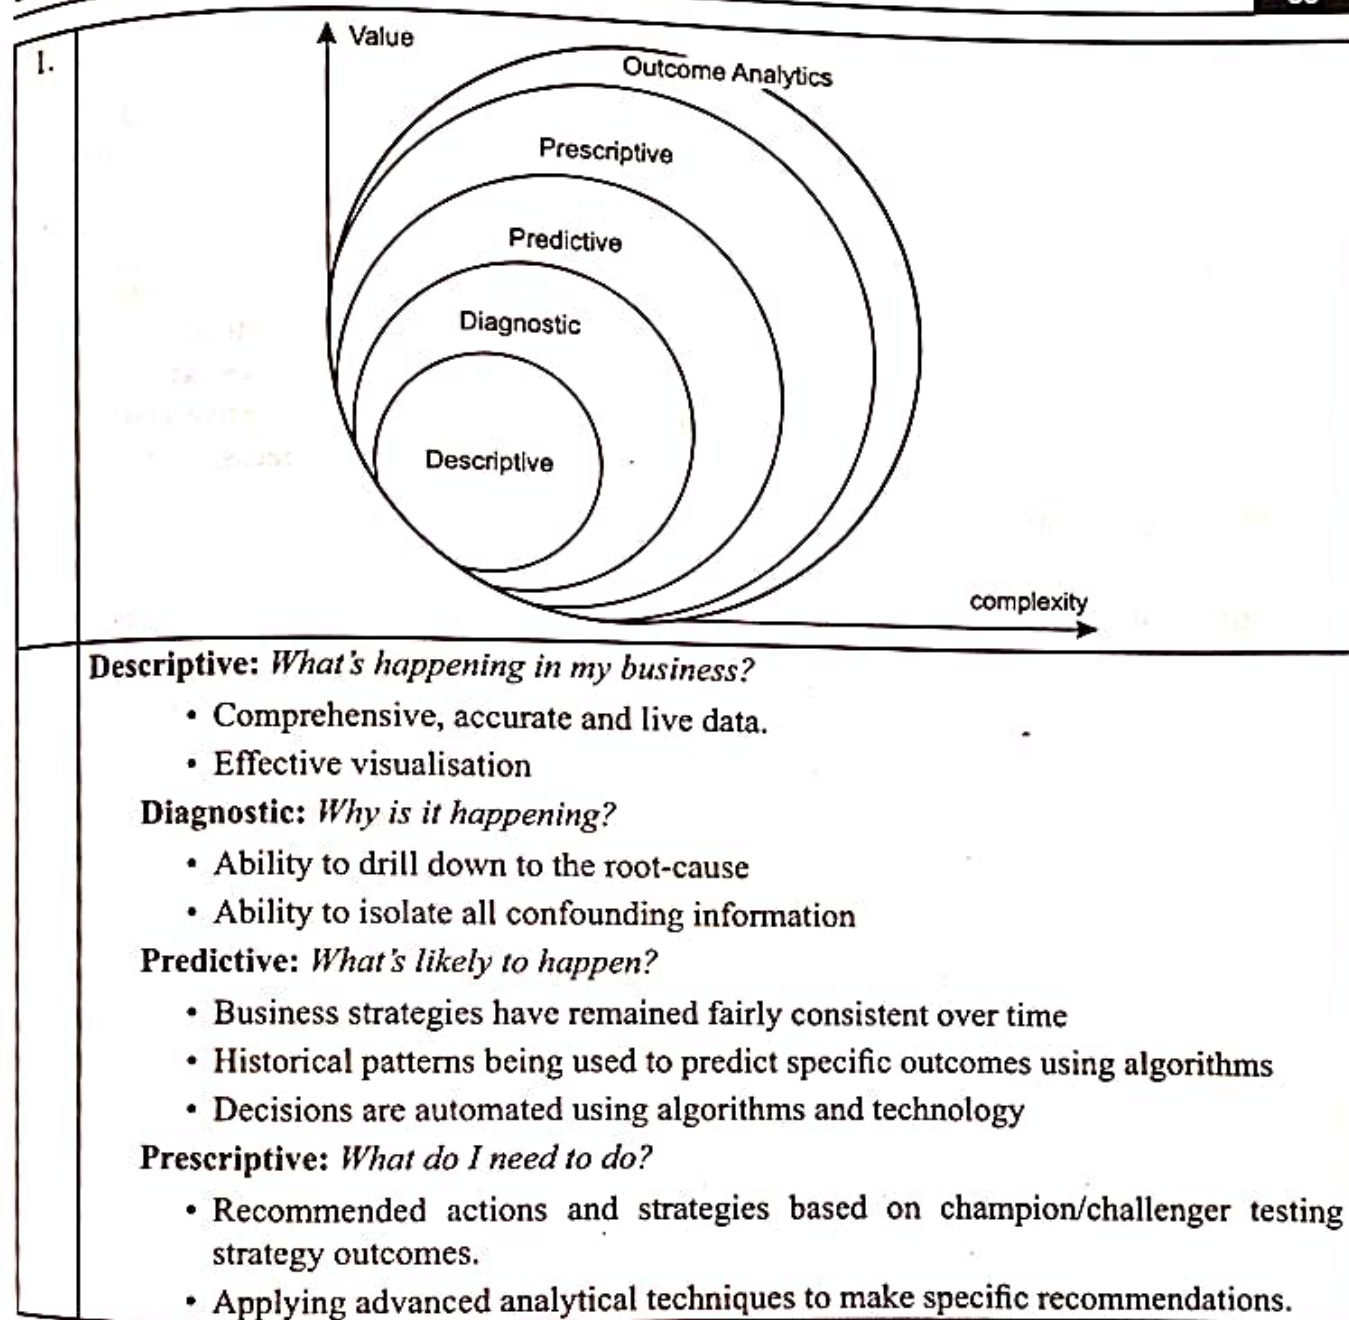 1.
Value
Outcome Analytics
Prescriptive
Predictive
Diagnostic
Descriptive
complexity
Descriptive: What's happening in my business?
• Comprehensive, accurate and live data.
• Effective visualisation
Diagnostic: Why is it happening?
• Ability to drill down to the root-cause
• Ability to isolate all confounding information
Predictive: What's likely to happen?
• Business strategies have remained fairly consistent over time
• Historical patterns being used to predict specific outcomes using algorithms
• Decisions are automated using algorithms and technology
Prescriptive: What do I need to do?
• Recommended actions and strategies based on champion/challenger testing
strategy outcomes.
• Applying advanced analytical techniques to make specific recommendations.